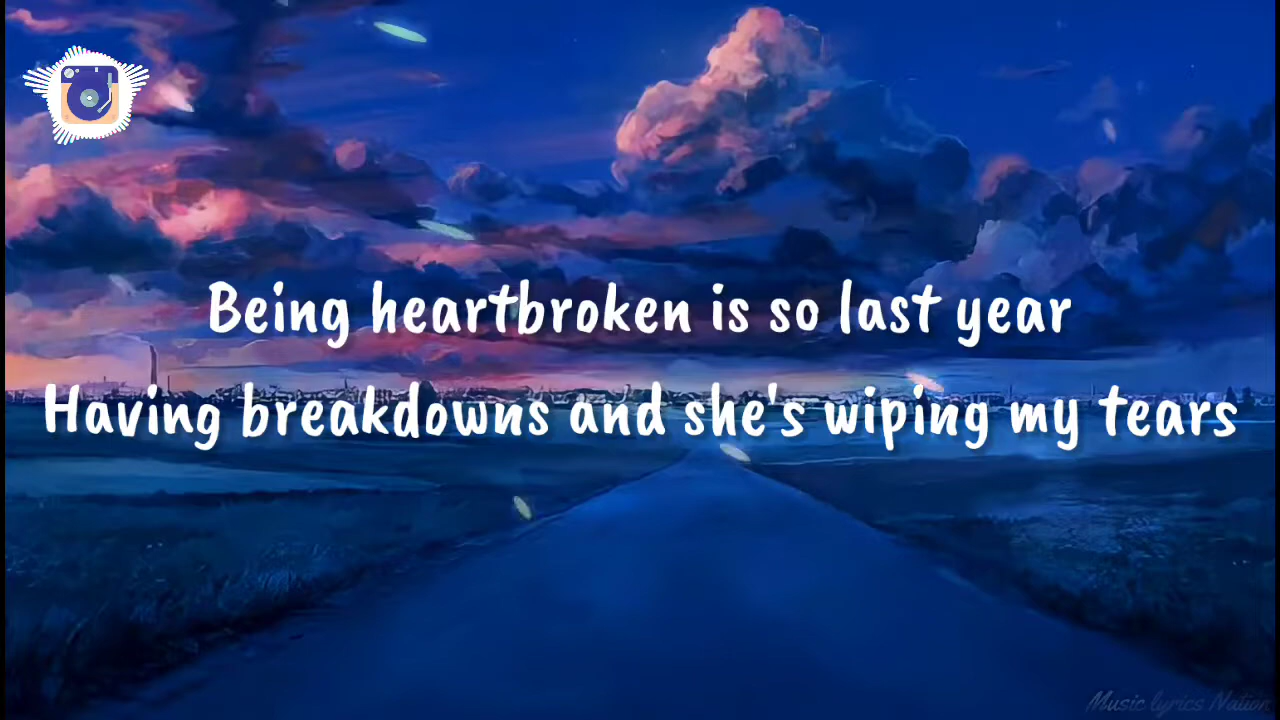 Being heartbroken is so last year
Having breakdowns and she's wiping my tears
Music lyrics Nation